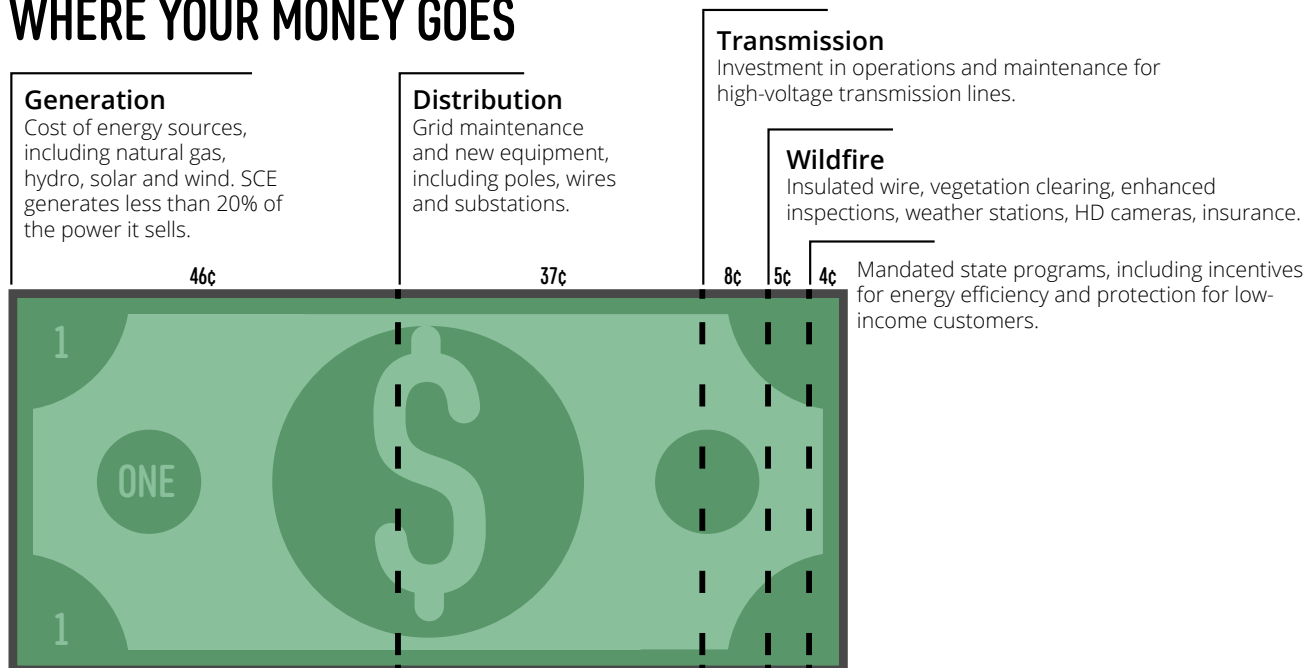 WHERE YOUR MONEY GOES
Generation
Cost of energy sources,
including natural gas,
hydro, solar and wind. SCE
generates less than 20% of
the power it sells.
Distribution
Grid maintenance
and new equipment,
including poles, wires
and substations.
Transmission
Investment in operations and maintenance for
high-voltage transmission lines.
Wildfire
Insulated wire, vegetation clearing, enhanced
inspections, weather stations, HD cameras, insurance.
Mandated state programs, including incentives
for energy efficiency and protection for low-
income customers.
46¢ 37¢ 8¢ 5¢ 4¢
1
$
ONE
1